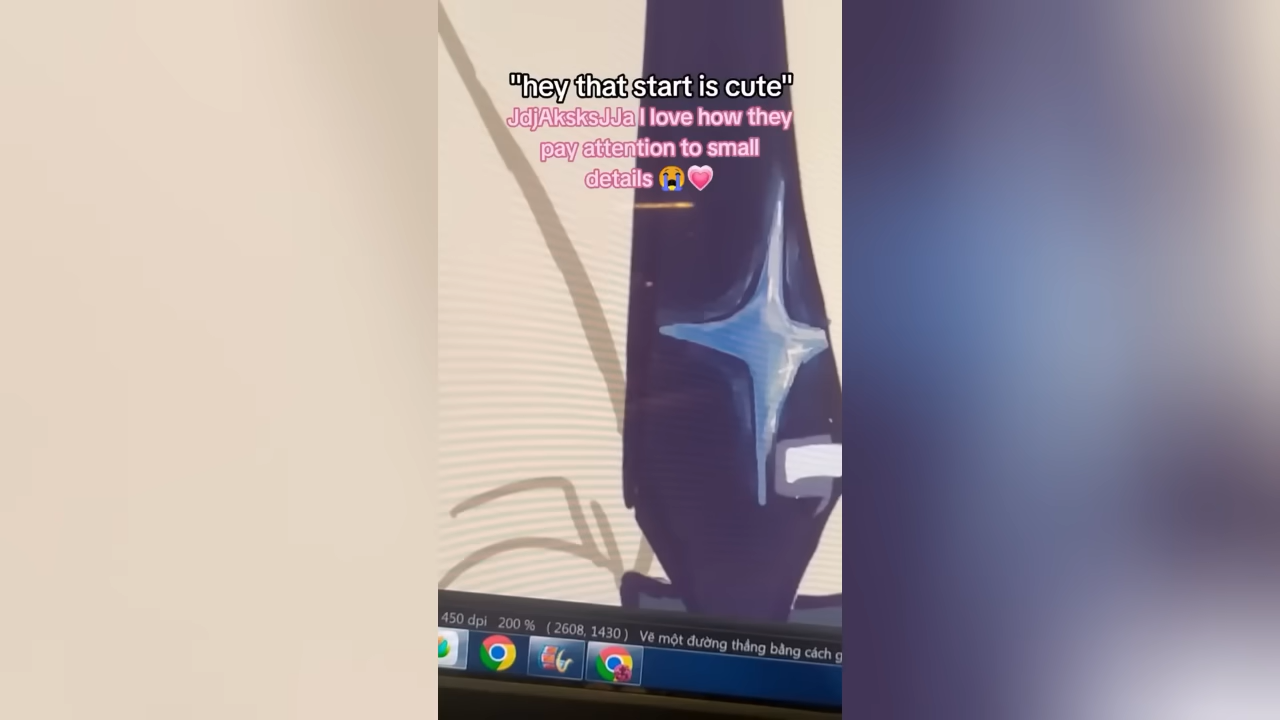 "hey that start is cute"
JdjAksksJJa I love how they
pay attention to small
details 😭💗
450 dpi 200 % ( 2608, 1430 ) Vẽ một đường thẳng bằng cách g